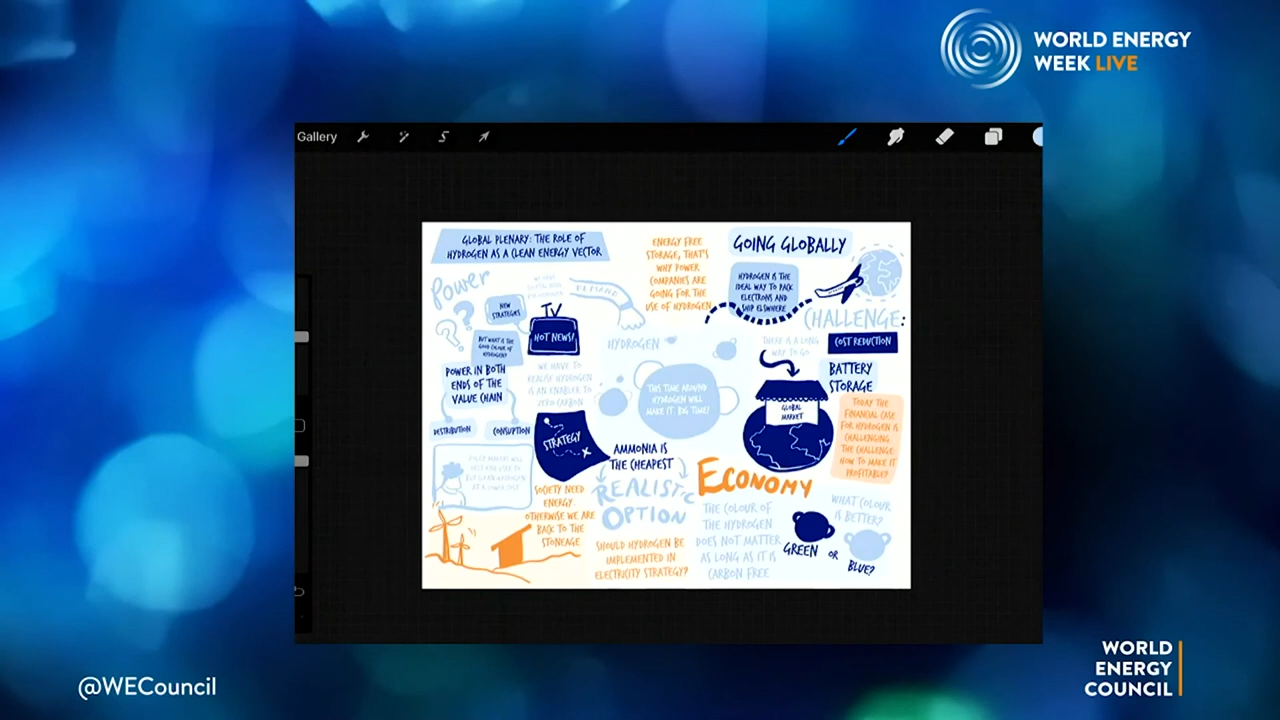 WORLD ENERGY
WEEK LIVE
Gallery
GLOBAL PLENARY: THE ROLE OF
HYDROGEN AS A CLEAN ENERGY VECTOR
Power
NEW
STRATEGIES
DEMAND
TV
HOT NEWS!
BUT WHAT IS THE
GOOD COLOUR OF
HYDROGEN?
POWER IN BOTH
ENDS OF THE
VALUE CHAIN
DISTRIBUTION
CONSUPTION
WE HAVE TO
REALISE HYDROGEN
IS AN ENABLER TO
ZERO CARBON
STRATEGY
SOCIETY NEED
ENERGY
OTHERWISE WE ARE
BACK TO THE
STONEAGE
ENERGY FREE
STORAGE, THAT'S
WHY POWER
COMPANIES ARE
GOING FOR THE
USE OF HYDROGEN
HYDROGEN
THIS TIME AROUND
HYDROGEN WILL
MAKE IT. BIG TIME!
AMMONIA IS
THE CHEAPEST
REALISTIC
OPTION
SHOULD HYDROGEN BE
IMPLEMENTED IN
ELECTRICITY STRATEGY?
GOING GLOBALLY
HYDROGEN IS THE
IDEAL WAY TO PACK
ELECTRONS AND
SHIP ELSWHERE
CHALLENGE:
COST REDUCTION
THERE IS A LONG
WAY TO GO
BATTERY
STORAGE
GLOBAL
MARKET
TODAY THE
FINANCIAL CASE
FOR HYDROGEN IS
CHALLENGING
THE CHALLENGE
HOW TO MAKE IT
PROFITABLE?
ECONOMY
THE COLOUR OF
THE HYDROGEN
DOES NOT MATTER
AS LONG AS IT IS
CARBON FREE
WHAT COLOUR
IS BETTER?
GREEN OR BLUE?
@WECouncil
WORLD
ENERGY
COUNCIL